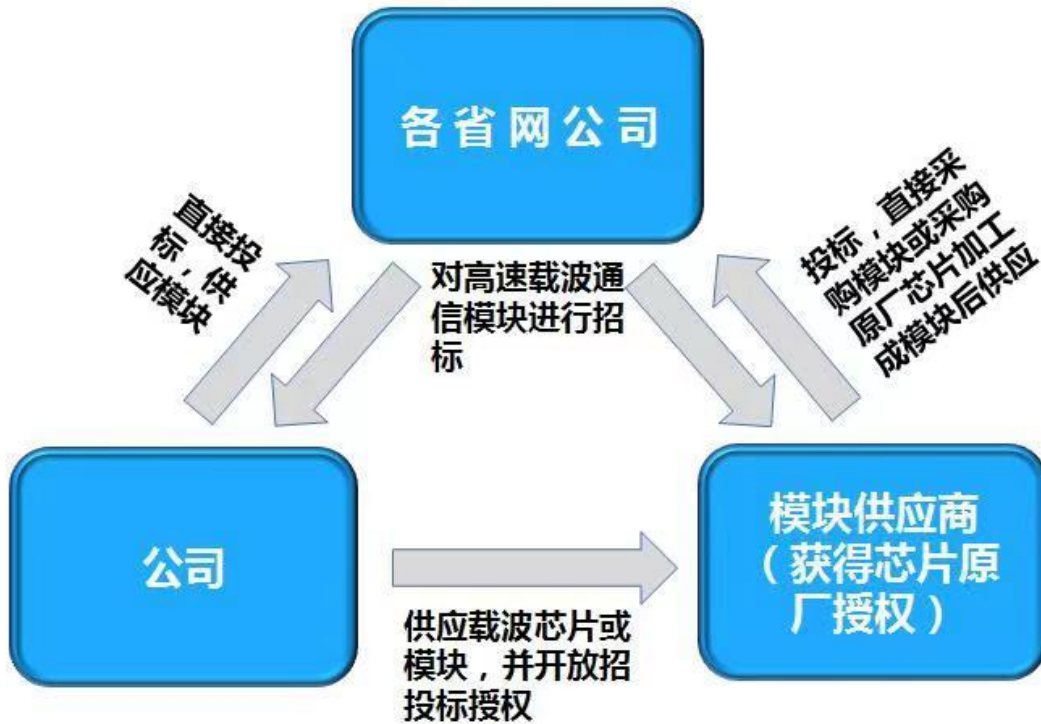 各省网公司
直接投
标，供
应模块
对高速载波通
信模块进行招
标
投标，直接采
购模块或采购
原厂芯片加工
成模块后供应
公司
模块供应商
（获得芯片原
厂授权）
供应载波芯片或
模块，并开放招
投标授权